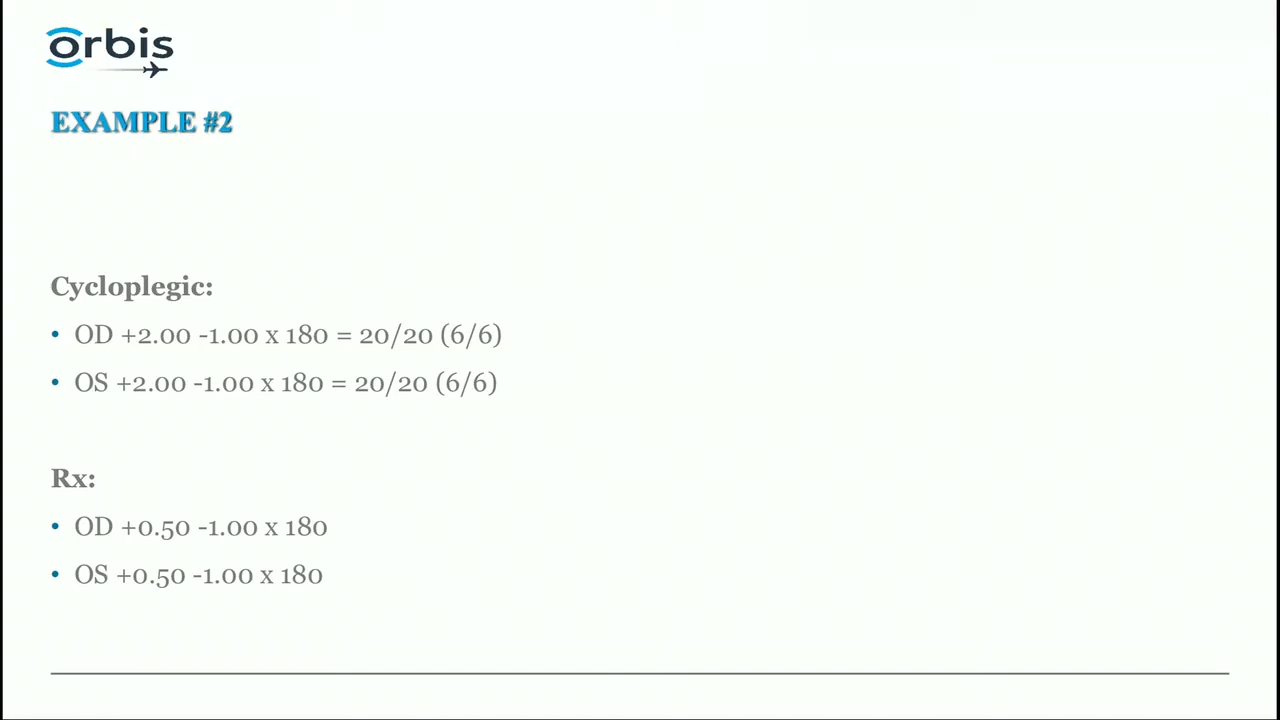 orbis
EXAMPLE #2
Cycloplegic:
• OD +2.00 -1.00 x 180 = 20/20 (6/6)
• OS +2.00 -1.00 x 180 = 20/20 (6/6)
Rx:
• OD +0.50 -1.00 x 180
• OS +0.50 -1.00 x 180